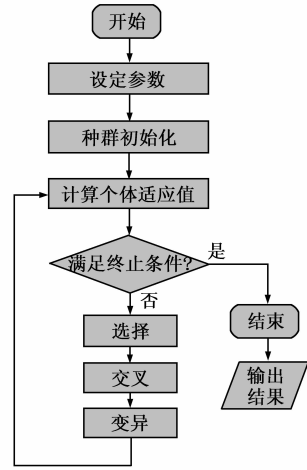 开始
设定参数
种群初始化
计算个体适应值
满足终止条件?
是
否
选择
交叉
变异
结束
输出
结果